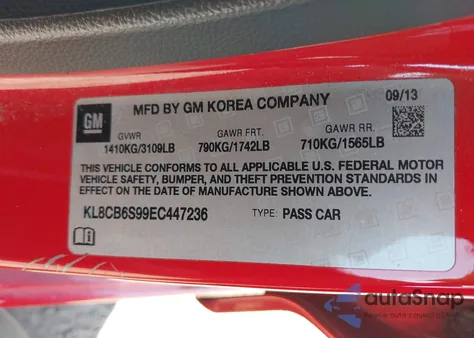 GM
MFD BY GM KOREA COMPANY
09/13
GVWR GAWR FRT. GAWR RR.
1410KG/3109LB 790KG/1742LB 710KG/1565LB
THIS VEHICLE CONFORMS TO ALL APPLICABLE U.S. FEDERAL MOTOR
VEHICLE SAFETY, BUMPER, AND THEFT PREVENTION STANDARDS IN
EFFECT ON THE DATE OF MANUFACTURE SHOWN ABOVE.
KL8CB6S99EC447236 TYPE: PASS CAR
autoSnap